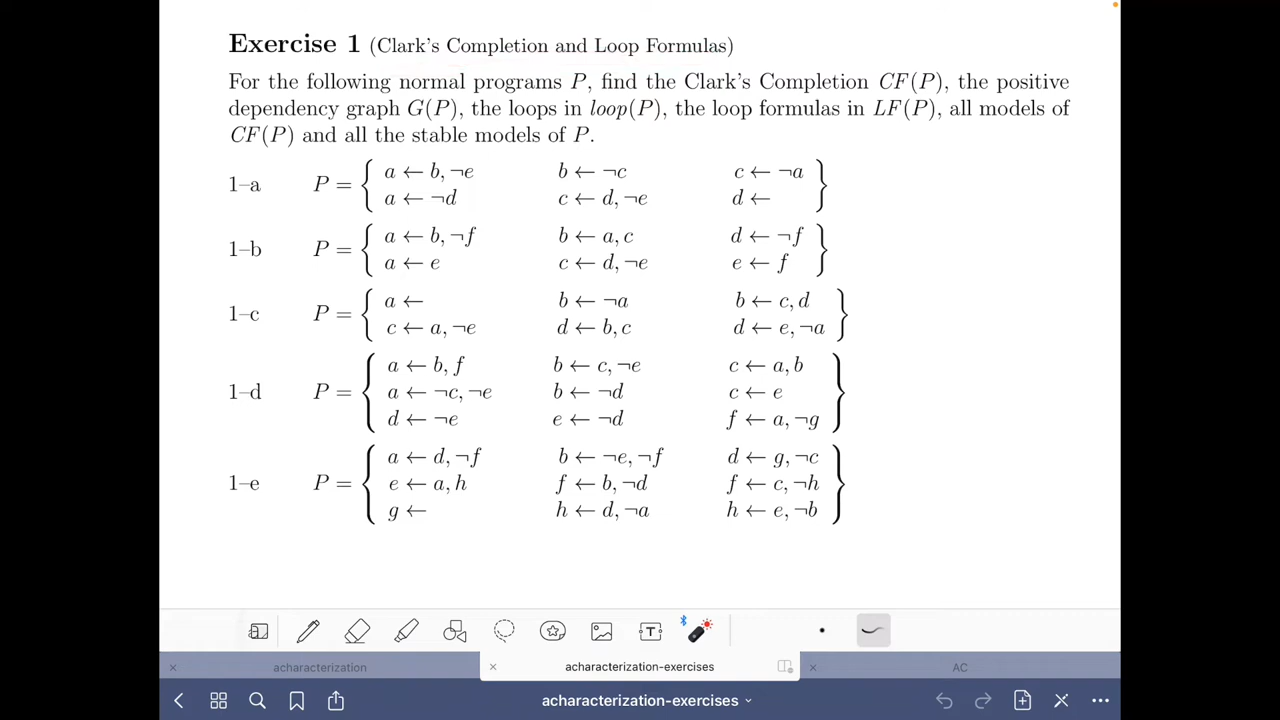 Exercise 1 (Clark's Completion and Loop Formulas)
For the following normal programs P, find the Clark's Completion CF(P), the positive
dependency graph G(P), the loops in loop(P), the loop formulas in LF(P), all models of
CF(P) and all the stable models of P.
1–a P = { a ← b, ¬e b ← ¬c c ← ¬a
a ← ¬d c ← d, ¬e d ← }
1–b P = { a ← b, ¬f b ← a, c d ← ¬f
a ← e c ← d, ¬e e ← f }
1–c P = { a ← b ← ¬a b ← c, d
c ← a, ¬e d ← b, c d ← e, ¬a }
1–d P = { a ← b, f b ← c, ¬e c ← a, b
a ← ¬c, ¬e b ← ¬d c ← e
d ← ¬e e ← ¬d f ← a, ¬g }
1–e P = { a ← d, ¬f b ← ¬e, ¬f d ← g, ¬c
e ← a, h f ← b, ¬d f ← c, ¬h
g ← h ← d, ¬a h ← e, ¬b }
T
acharacterization
acharacterization-exercises
AC
acharacterization-exercises